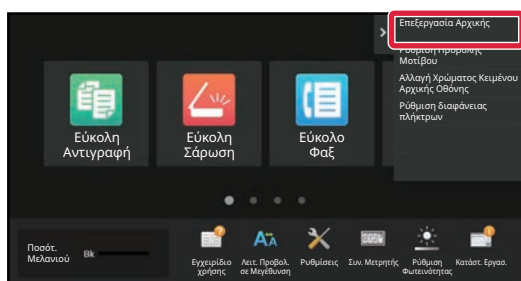 Επεξεργασία Αρχικής
Ρύθμιση Προβολής
Μοτίβου
Αλλαγή Χρώματος Κειμένου
Αρχικής Οθόνης
Ρύθμιση διαφάνειας
πλήκτρων
Εύκολη
Αντιγραφή
Εύκολη
Σάρωση
Εύκολο
Φαξ
Ποσότ.
Μελανιού
Bk
Εγχειρίδιο
χρήσης
Λειτ. Προβολ.
σε Μεγέθυνση
Ρυθμίσεις
Συν. Μετρητής
Ρύθμιση
Φωτεινότητας
Κατάστ. Εργασ.